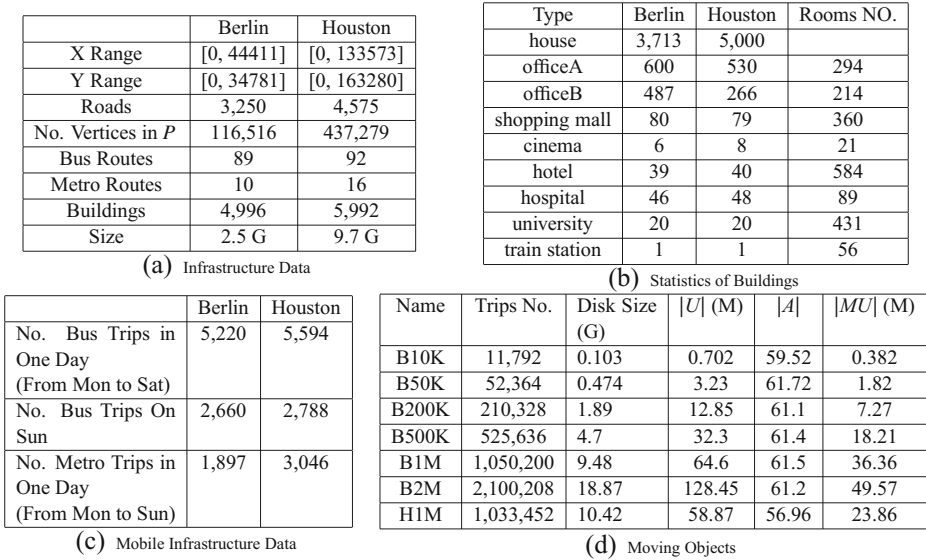 Berlin Houston
X Range [0, 44411] [0, 133573]
Y Range [0, 34781] [0, 163280]
Roads 3,250 4,575
No. Vertices in P 116,516 437,279
Bus Routes 89 92
Metro Routes 10 16
Buildings 4,996 5,992
Size 2.5 G 9.7 G
(a) Infrastructure Data
Type Berlin Houston Rooms NO.
house 3,713 5,000
officeA 600 530 294
officeB 487 266 214
shopping mall 80 79 360
cinema 6 8 21
hotel 39 40 584
hospital 46 48 89
university 20 20 431
train station 1 1 56
(b) Statistics of Buildings
Berlin Houston
No. Bus Trips in 5,220 5,594
One Day
(From Mon to Sat)
No. Bus Trips On 2,660 2,788
Sun
No. Metro Trips in 1,897 3,046
One Day
(From Mon to Sun)
(c) Mobile Infrastructure Data
Name Trips No. Disk Size |U| (M) |A| |MU| (M)
(G)
B10K 11,792 0.103 0.702 59.52 0.382
B50K 52,364 0.474 3.23 61.72 1.82
B200K 210,328 1.89 12.85 61.1 7.27
B500K 525,636 4.7 32.3 61.4 18.21
B1M 1,050,200 9.48 64.6 61.5 36.36
B2M 2,100,208 18.87 128.45 61.2 49.57
H1M 1,033,452 10.42 58.87 56.96 23.86
(d) Moving Objects